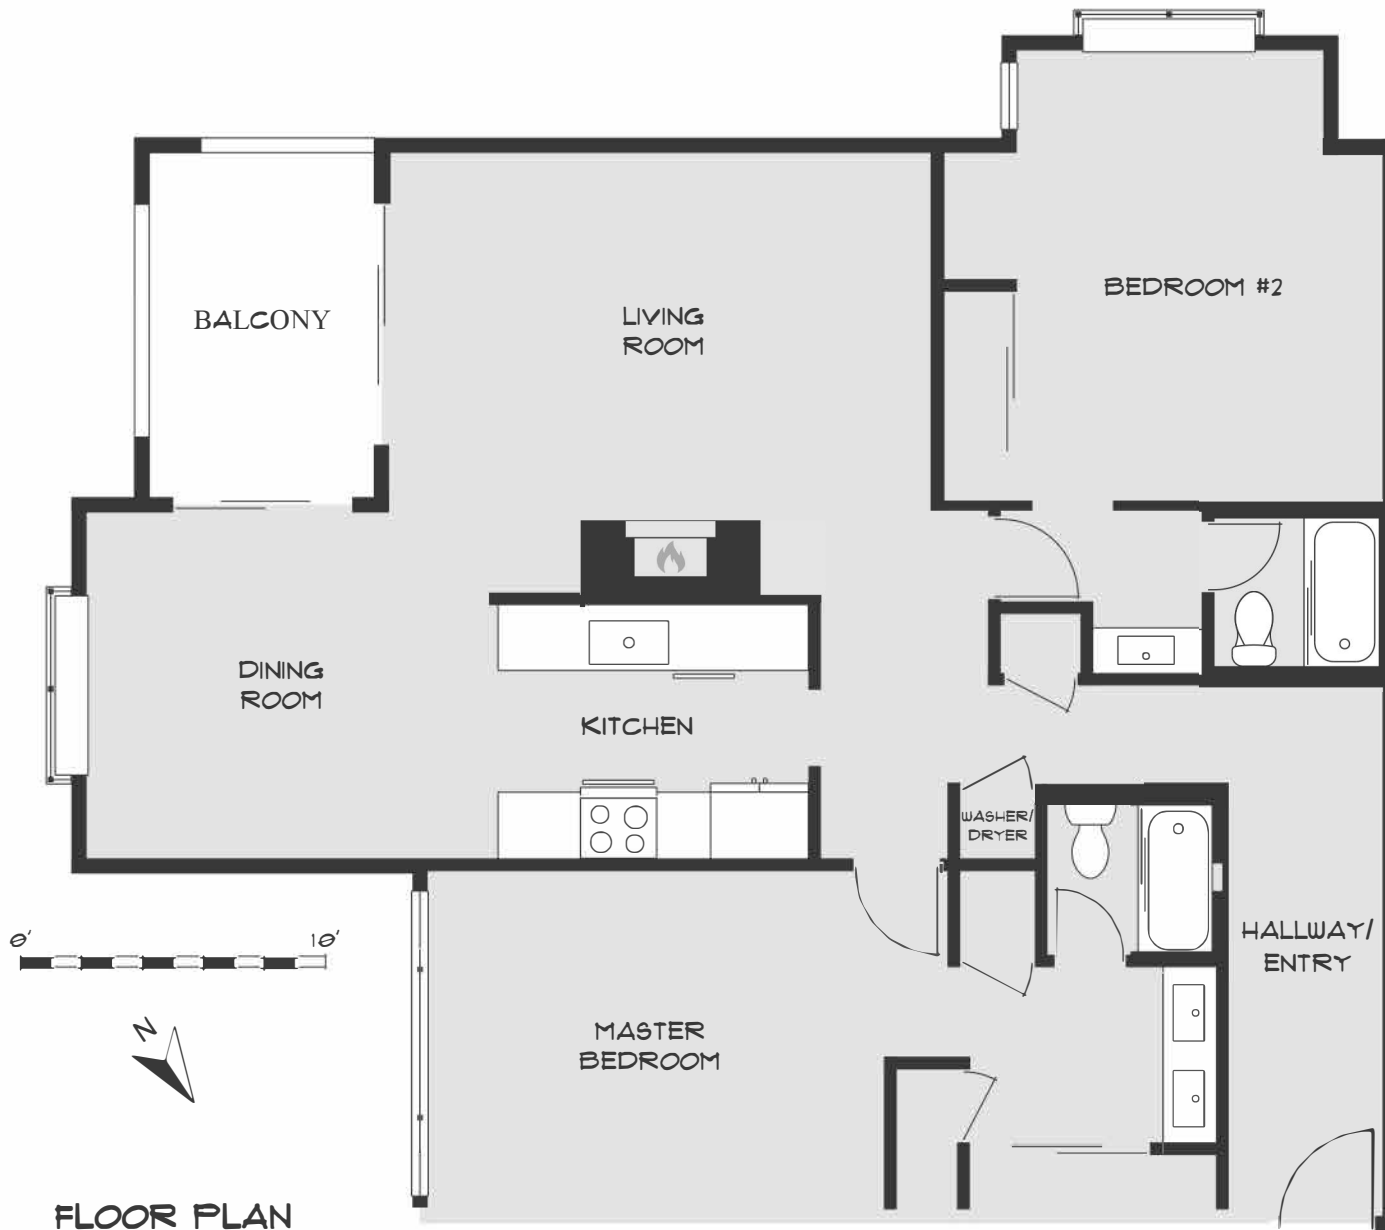 BEDROOM #2
BALCONY
LIVING
ROOM
DINING
ROOM
KITCHEN
WASHER/
DRYER
HALLWAY/
ENTRY
0' 10'
N
MASTER
BEDROOM
FLOOR PLAN